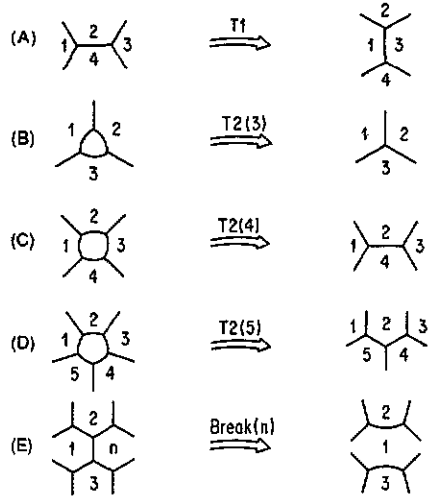 (A) 1 2 3 4 T1 2 1 3 4
(B) 1 2 3 T2(3) 1 2 3
(C) 1 2 3 4 T2(4] 1 2 3 4
(D) 1 2 3 5 4 T2(5) 1 2 3 5 4
(E) 1 2 n 3 Break(n) 2 1 3